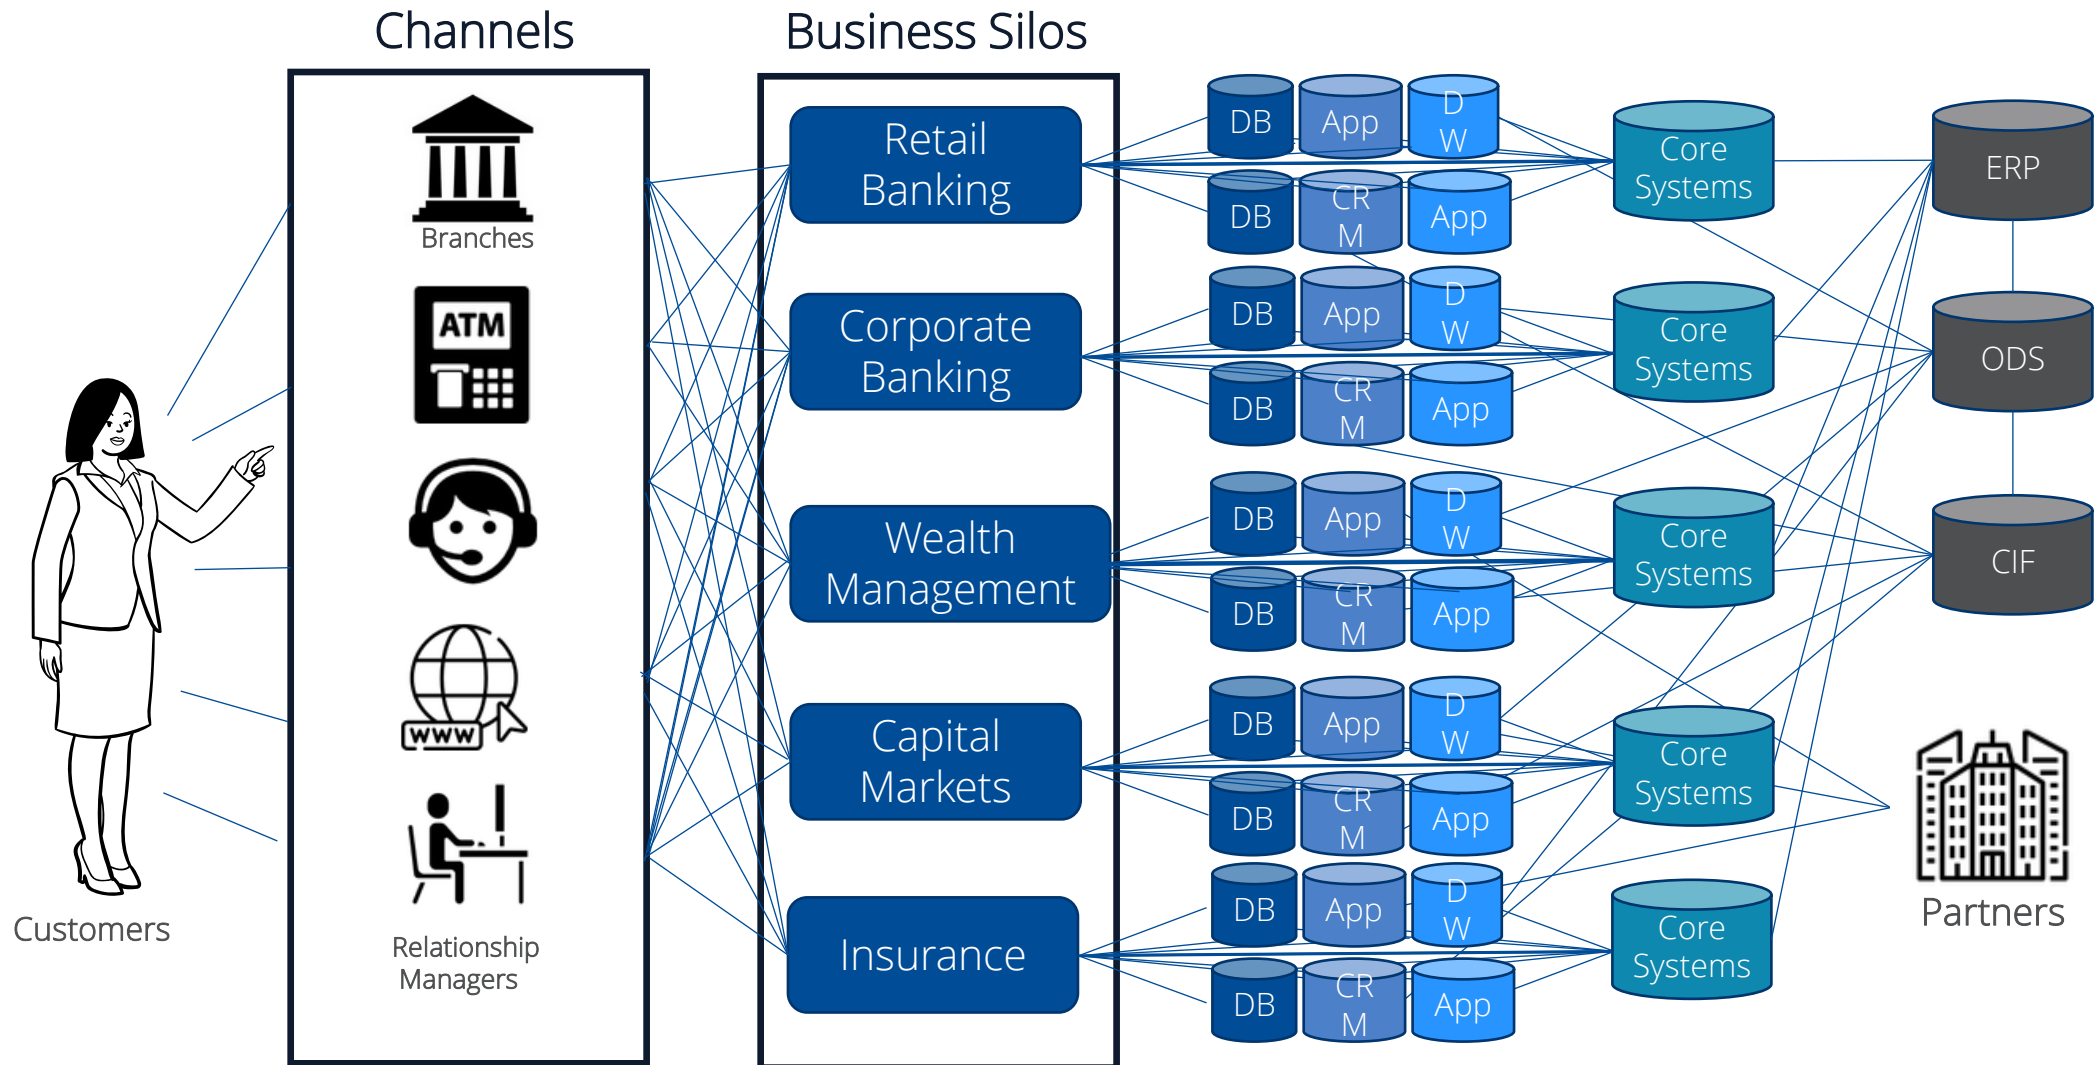 Channels
Business Silos
Customers
Branches
ATM
www
Relationship
Managers
Retail
Banking
Corporate
Banking
Wealth
Management
Capital
Markets
Insurance
DB
App
D
W
DB
CR
M
App
Core
Systems
DB
App
D
W
DB
CR
M
App
Core
Systems
DB
App
D
W
DB
CR
M
App
Core
Systems
DB
App
D
W
DB
CR
M
App
Core
Systems
DB
App
D
W
DB
CR
M
App
Core
Systems
ERP
ODS
CIF
Partners